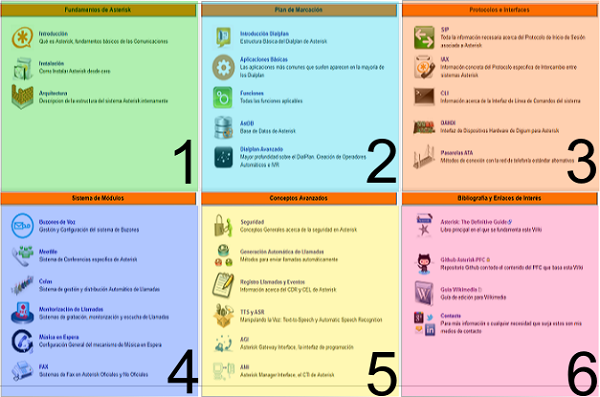 Fundamentos de Asterisk
Introducción
Qué es Asterisk, fundamentos básicos de las Comunicaciones
Instalación
Como Instalar Asterisk desde cero
Arquitectura
Descripcion de la estructura del sistema Asterisk internamente
1
Plan de Marcación
Introducción Dialplan
Estructura Básica del Dialplan de Asterisk
Aplicaciones Básicas
Las aplicaciones más comunes que suelen aparecen en la mayoría de los Dialplan
Funciones
Todas las funciones aplicables
AstDB
Base de Datos de Asterisk
Dialplan Avanzado
Mayor profundidad sobre el DialPlan. Creación de Operadores
Automáticos e IVR
2
Protocolos e Interfaces
SIP
Toda la información necesaria acerca del Protocolo de Inicio de Sesión
asociado a Asterisk
IAX
Información concreta del Protocolo específico de Intercambio entre
sistemas Asterisk
CLI
Información acerca de la Interfaz de Línea de Comandos del sistema
DAHDI
Interfaz de Dispositivos Hardware de Digium para Asterisk
Pasarelas ATA
Métodos de conexión con la red de telefonía estándar alternativos
3
Sistema de Módulos
Buzones de Voz
Gestión y Configuración del sistema de Buzones
MeetMe
Sistema de Conferencias específico de Asterisk
Colas
Sistema de gestión y distribución Automático de Llamadas
Monitorización de Llamadas
Sistemas de grabación, monitorización y escucha de Llamadas
Música en Espera
Configuración General del mecanismo de Música en Espera
FAX
Sistemas de Fax en Asterisk Oficiales y No Oficiales
4
Conceptos Avanzados
Seguridad
Conceptos Generales acerca de la seguridad en Asterisk
Generación Automática de Llamadas
Métodos para enviar llamadas automáticamente
Registro Llamadas y Eventos
Información acerca del CDR y CEL de Asterisk
TTS y ASR
Manipulando la Voz: Text to Speech y Automatic Speech Recognition
AGI
Asterisk Gateway Interface, la interfaz de programación
AMI
Asterisk Manager Interface, el CTI de Asterisk
5
Bibliografía y Enlaces de Interés
Asterisk: The Definitive Guide
Libro principal en el que se fundamenta este Wiki
Github Asterisk PFC
Repositorio Github con todo el contenido del PFC que basa este Wiki
Guía Wikimedia
Guía de edición para Wikimedia
Contacto
Para más información o cualquier necesidad que surja estos son mis
medios de contacto
6